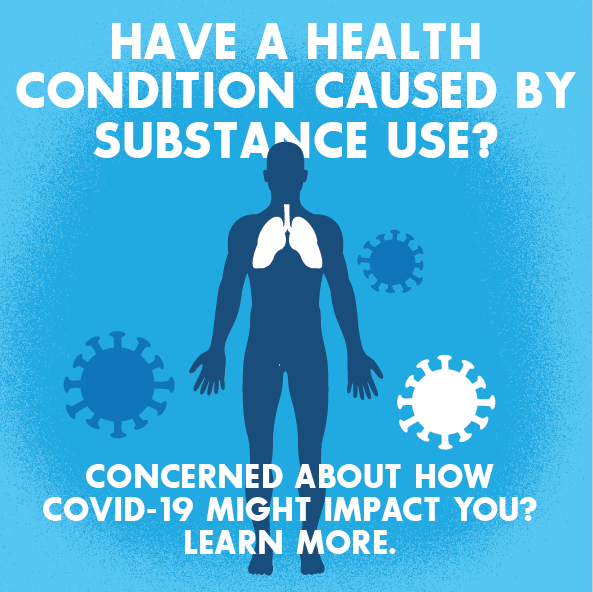 HAVE A HEALTH
CONDITION CAUSED BY
SUBSTANCE USE?
CONCERNED ABOUT HOW
COVID-19 MIGHT IMPACT YOU?
LEARN MORE.